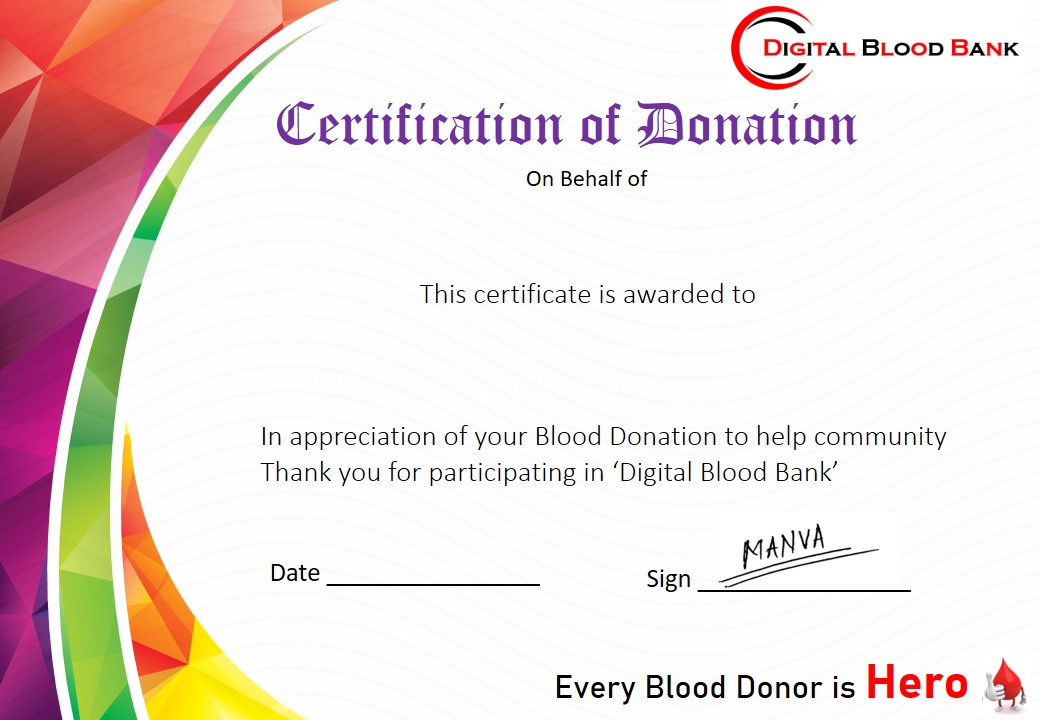 DIGITAL BLOOD BANK
Certification of Donation
On Behalf of
This certificate is awarded to
In appreciation of your Blood Donation to help community
Thank you for participating in ‘Digital Blood Bank’
MANVA
Date ________________ Sign ________________
Every Blood Donor is Hero